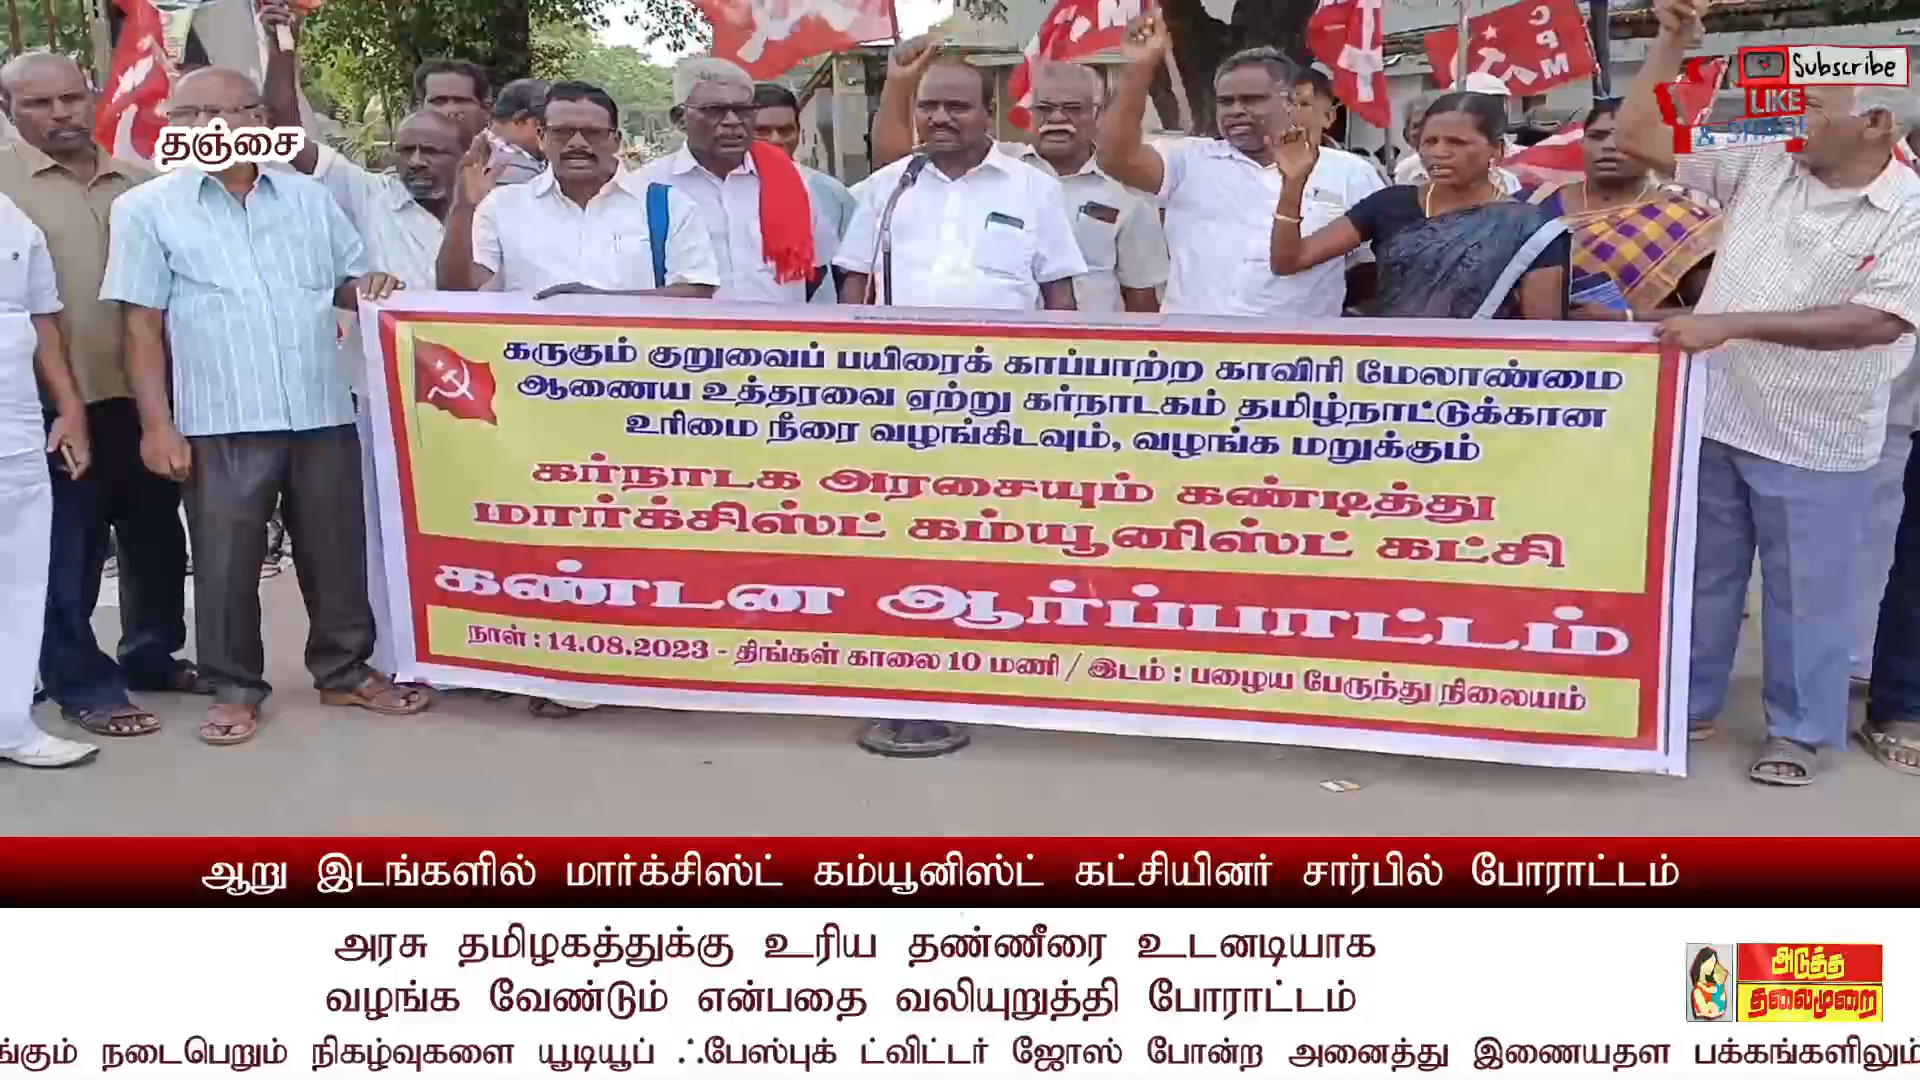 CPM
Subscribe
LIKE
& SHARE
தஞ்சை
கருகும் குறுவைப் பயிரைக் காப்பாற்ற காவிரி மேலாண்மை
ஆணைய உத்தரவை ஏற்று கர்நாடகம் தமிழ்நாட்டுக்கான
உரிமை நீரை வழங்கிடவும், வழங்க மறுக்கும்
கர்நாடக அரசையும் கண்டித்து
மார்க்சிஸ்ட் கம்யூனிஸ்ட் கட்சி
கண்டன ஆர்ப்பாட்டம்
நாள் : 14.08.2023 - திங்கள் காலை 10 மணி / இடம் : பழைய பேருந்து நிலையம்
ஆறு இடங்களில் மார்க்சிஸ்ட் கம்யூனிஸ்ட் கட்சியினர் சார்பில் போராட்டம்
அரசு தமிழகத்துக்கு உரிய தண்ணீரை உடனடியாக
வழங்க வேண்டும் என்பதை வலியுறுத்தி போராட்டம்
அடுத்த
தலைமுறை
ங்கும் நடைபெறும் நிகழ்வுகளை யூடியூப் ஃபேஸ்புக் ட்விட்டர் ஜோஸ் போன்ற அனைத்து இணையதள பக்கங்களிலும்